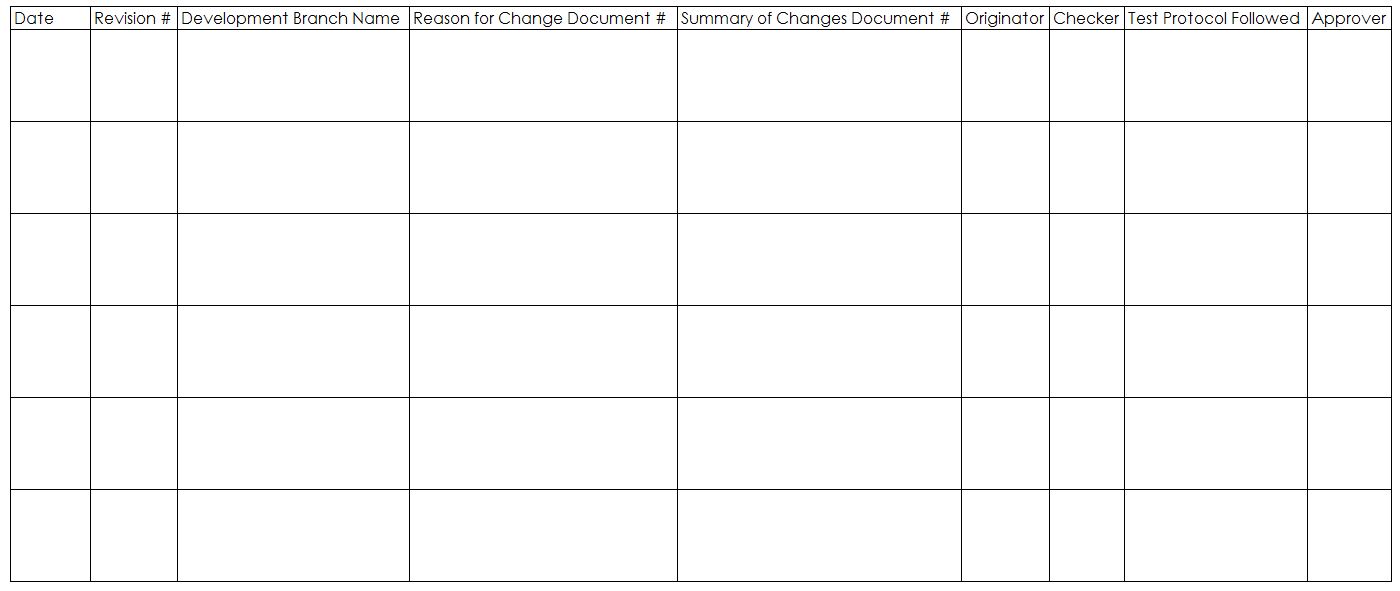 Date Revision # Development Branch Name Reason for Change Document # Summary of Changes Document # Originator Checker Test Protocol Followed Approver